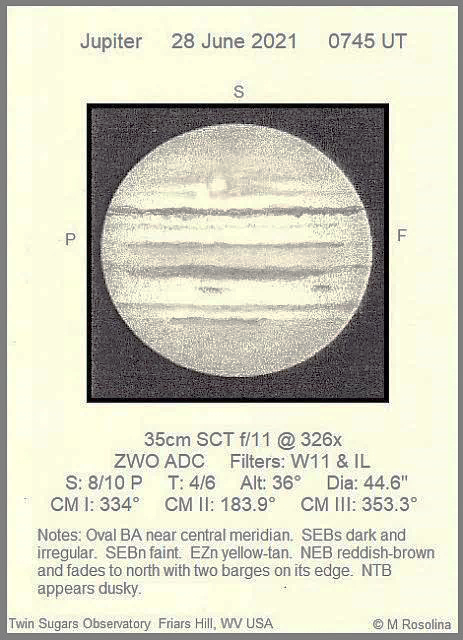 Jupiter 28 June 2021 0745 UT
S
P F
35cm SCT f/11 @ 326x
ZWO ADC Filters: W11 & IL
S: 8/10 P T: 4/6 Alt: 36° Dia: 44.6"
CM I: 334° CM II: 183.9° CM III: 353.3°
Notes: Oval BA near central meridian. SEBs dark and
irregular. SEBn faint. EZn yellow-tan. NEB reddish-brown
and fades to north with two barges on its edge. NTB
appears dusky.
Twin Sugars Observatory Friars Hill, WV USA © M Rosolina